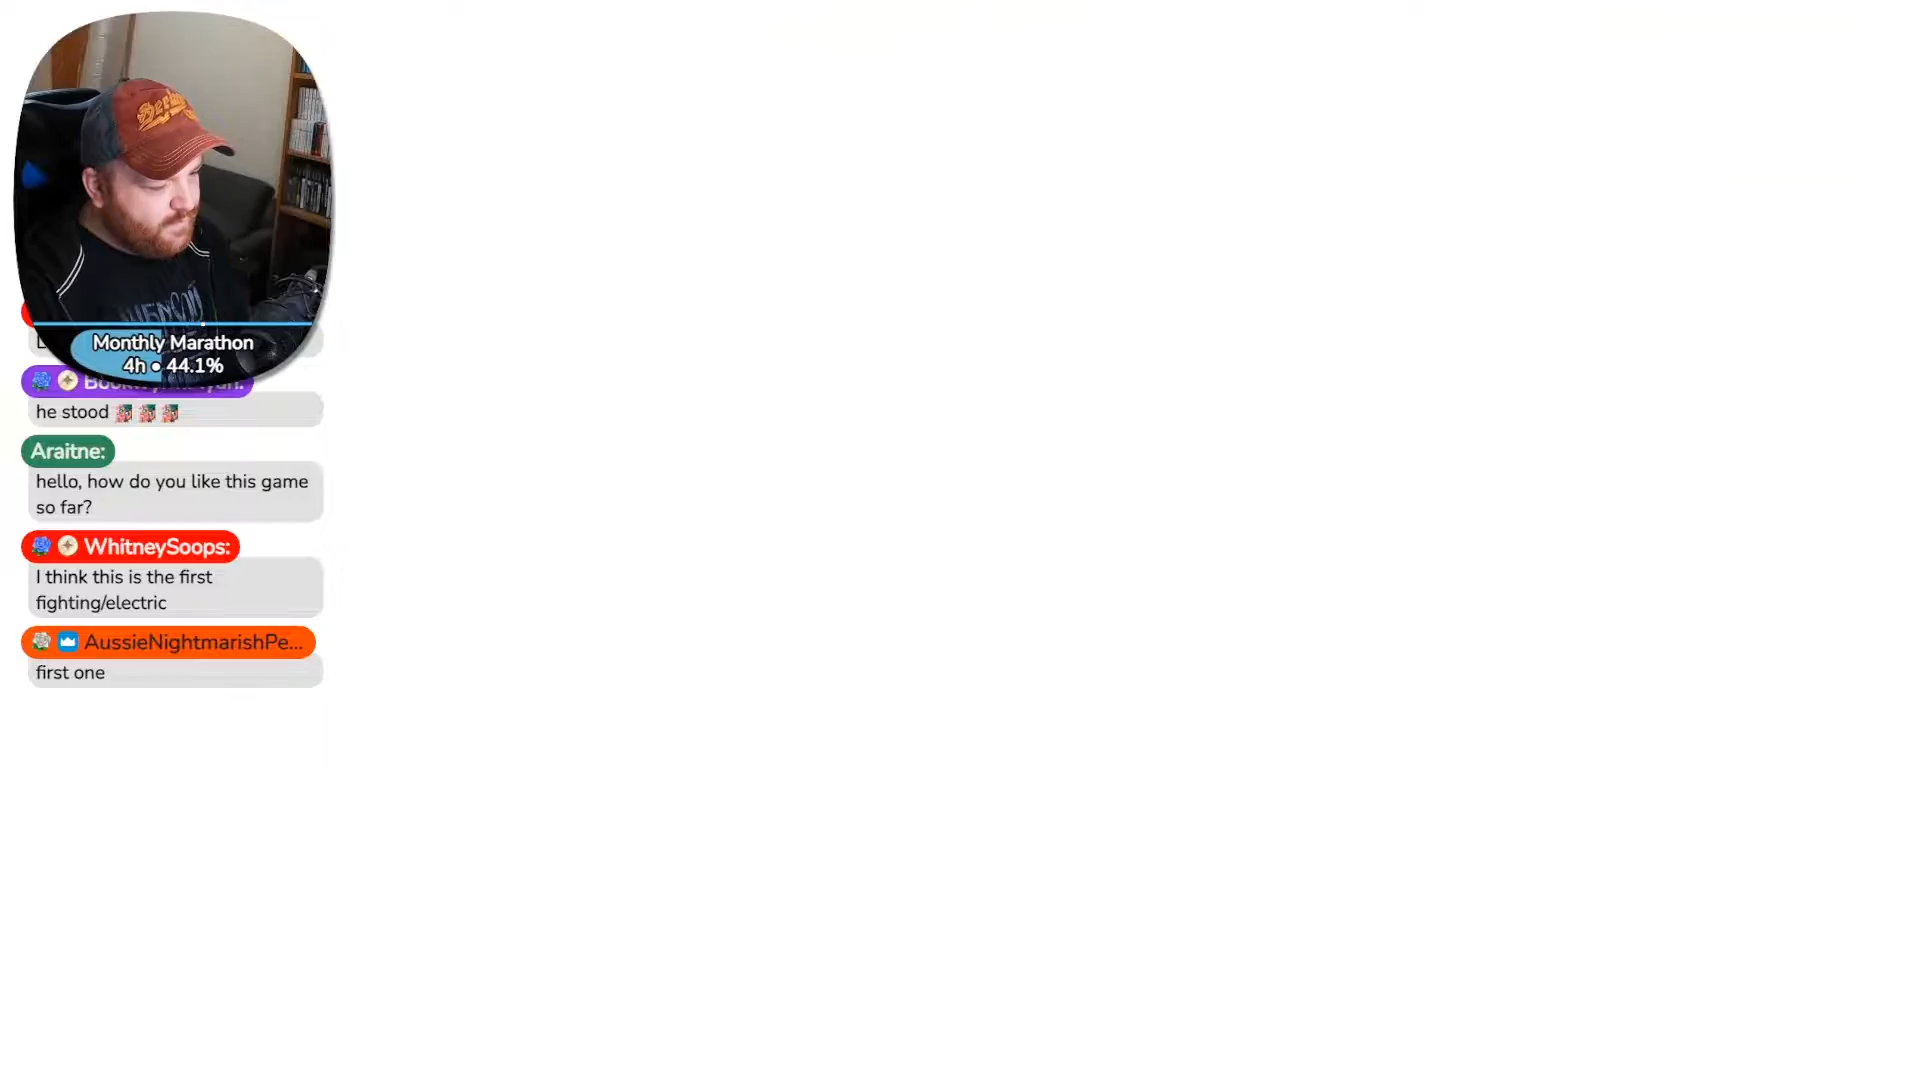 Monthly Marathon
4h • 44.1%
he stood
Araitne:
hello, how do you like this game
so far?
WhitneySoops:
I think this is the first
fighting/electric
AussieNightmarishPe...
first one